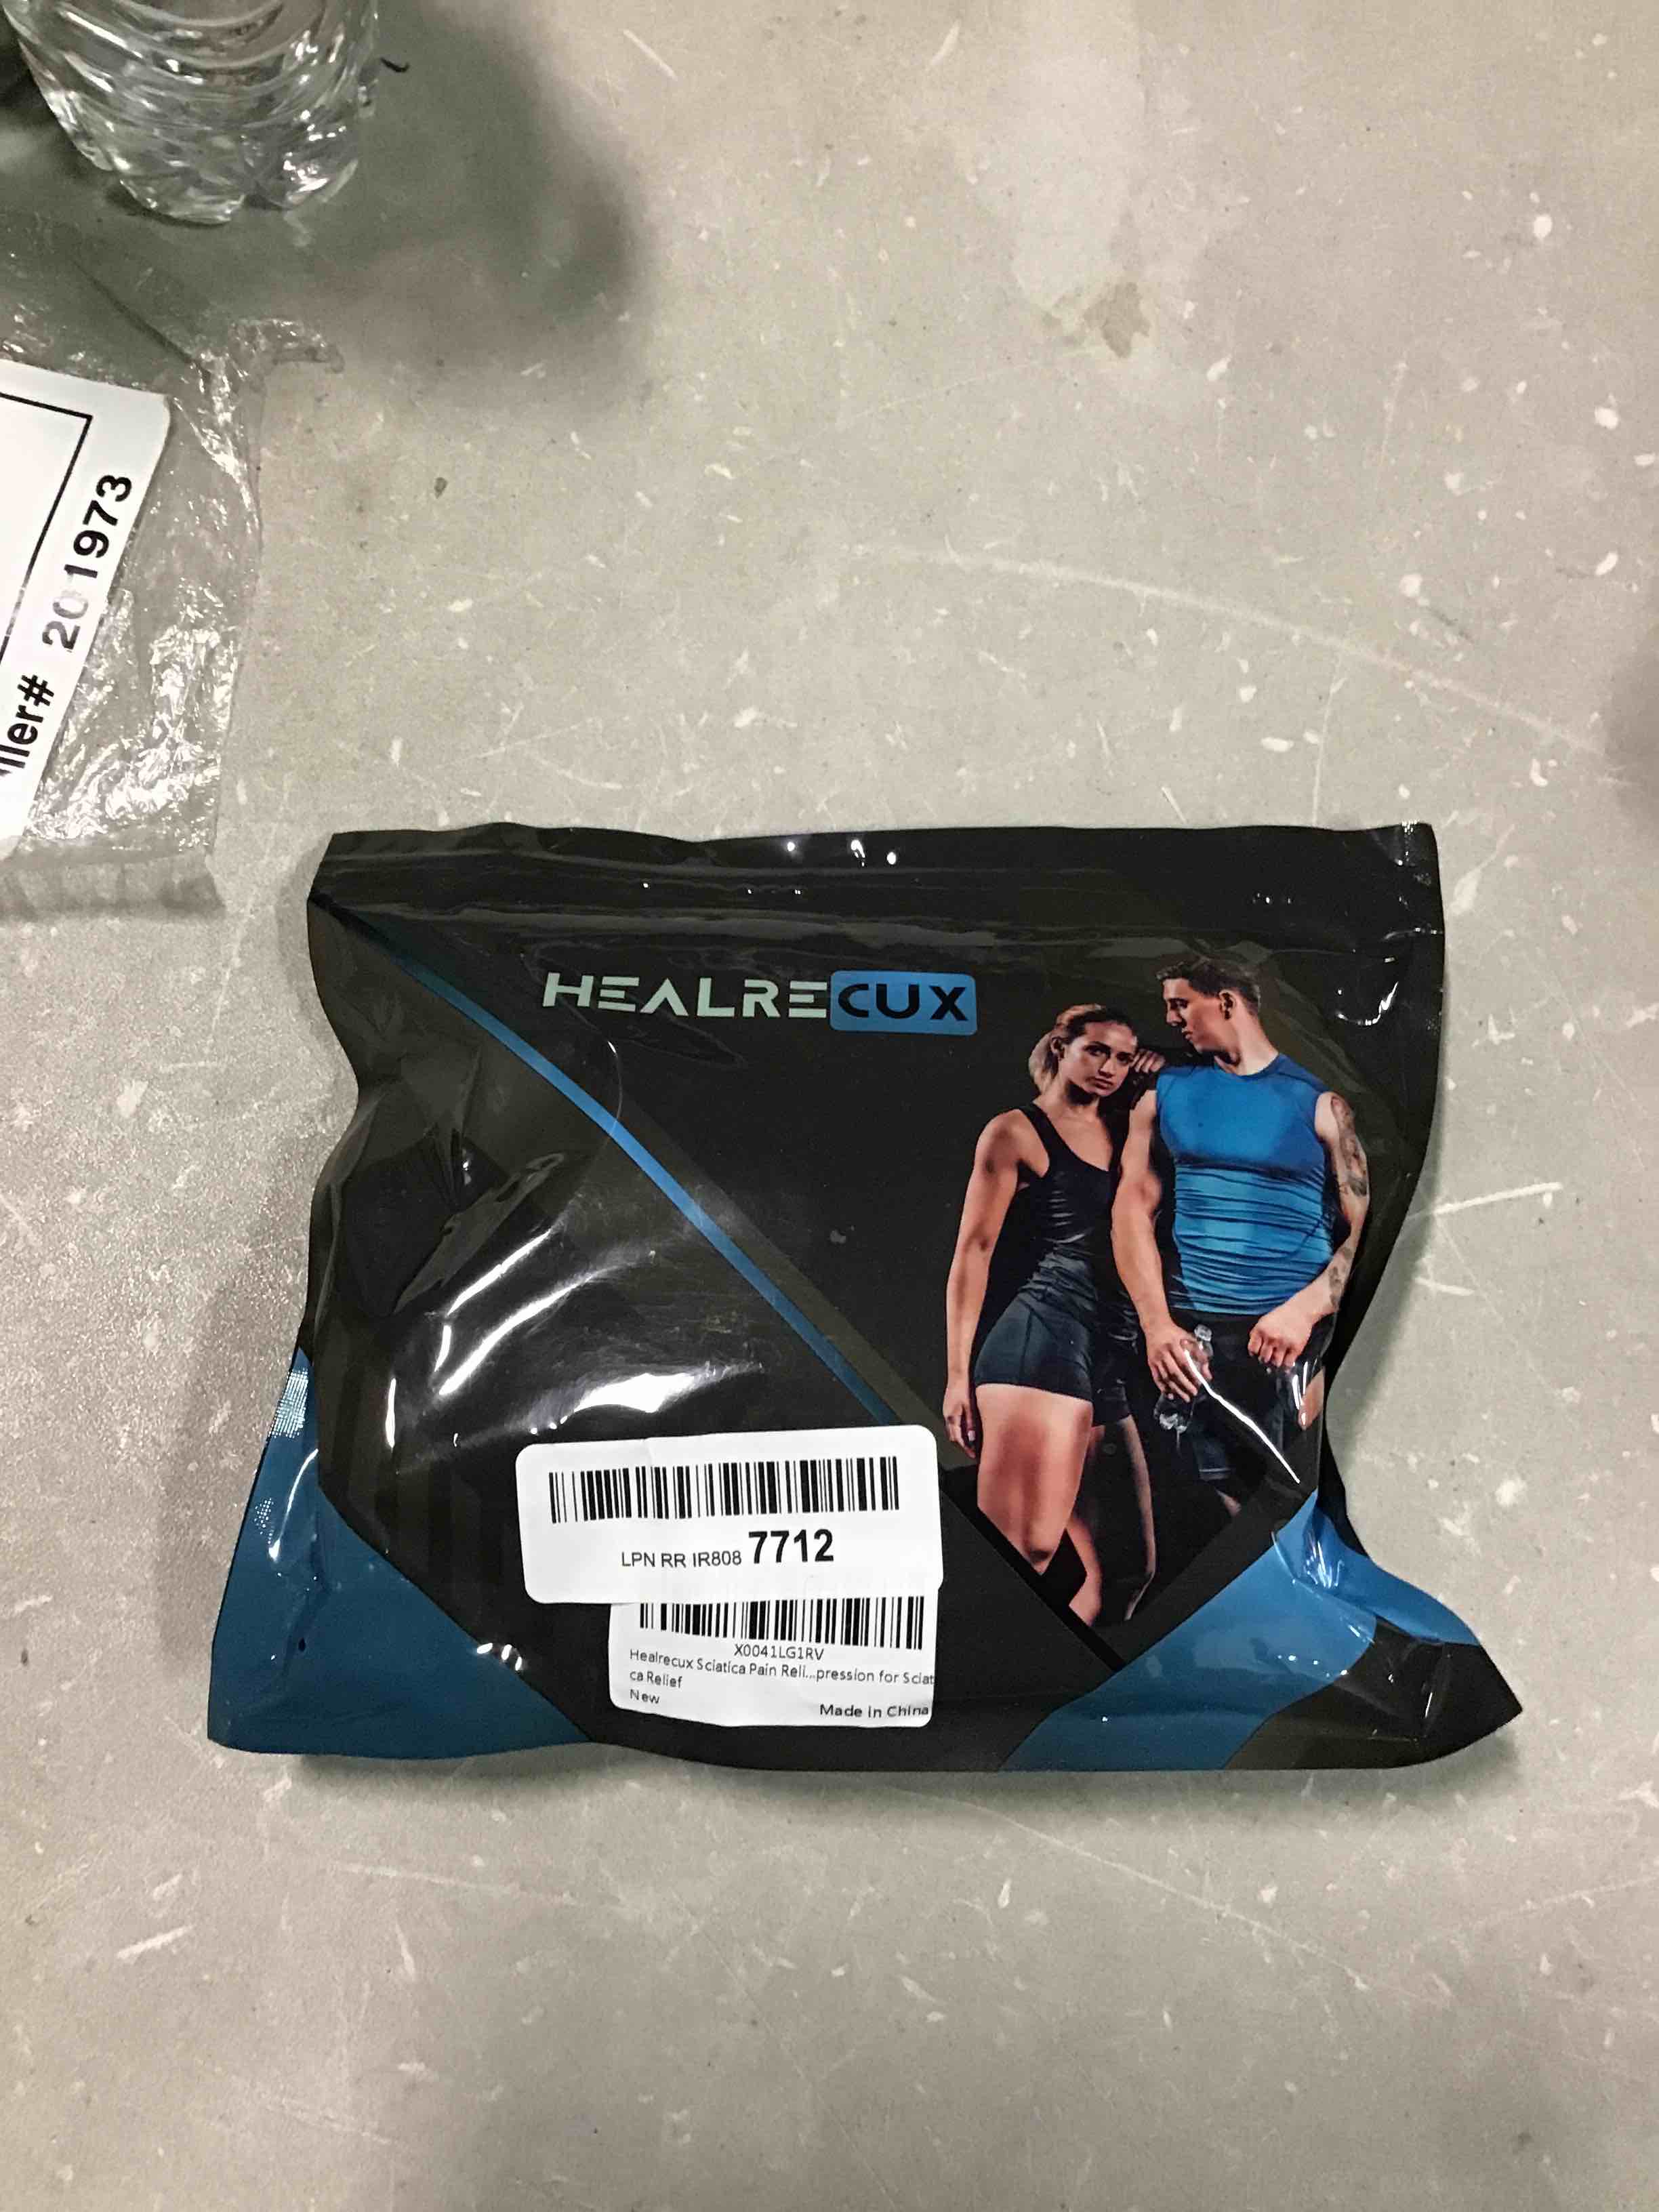 ller# 201973
HEALRECUX
LPN RR IR808 7712
X0041LG1RV
Healrecux Sciatica Pain Reli...pression for Sciat
ca Relief
New
Made in China